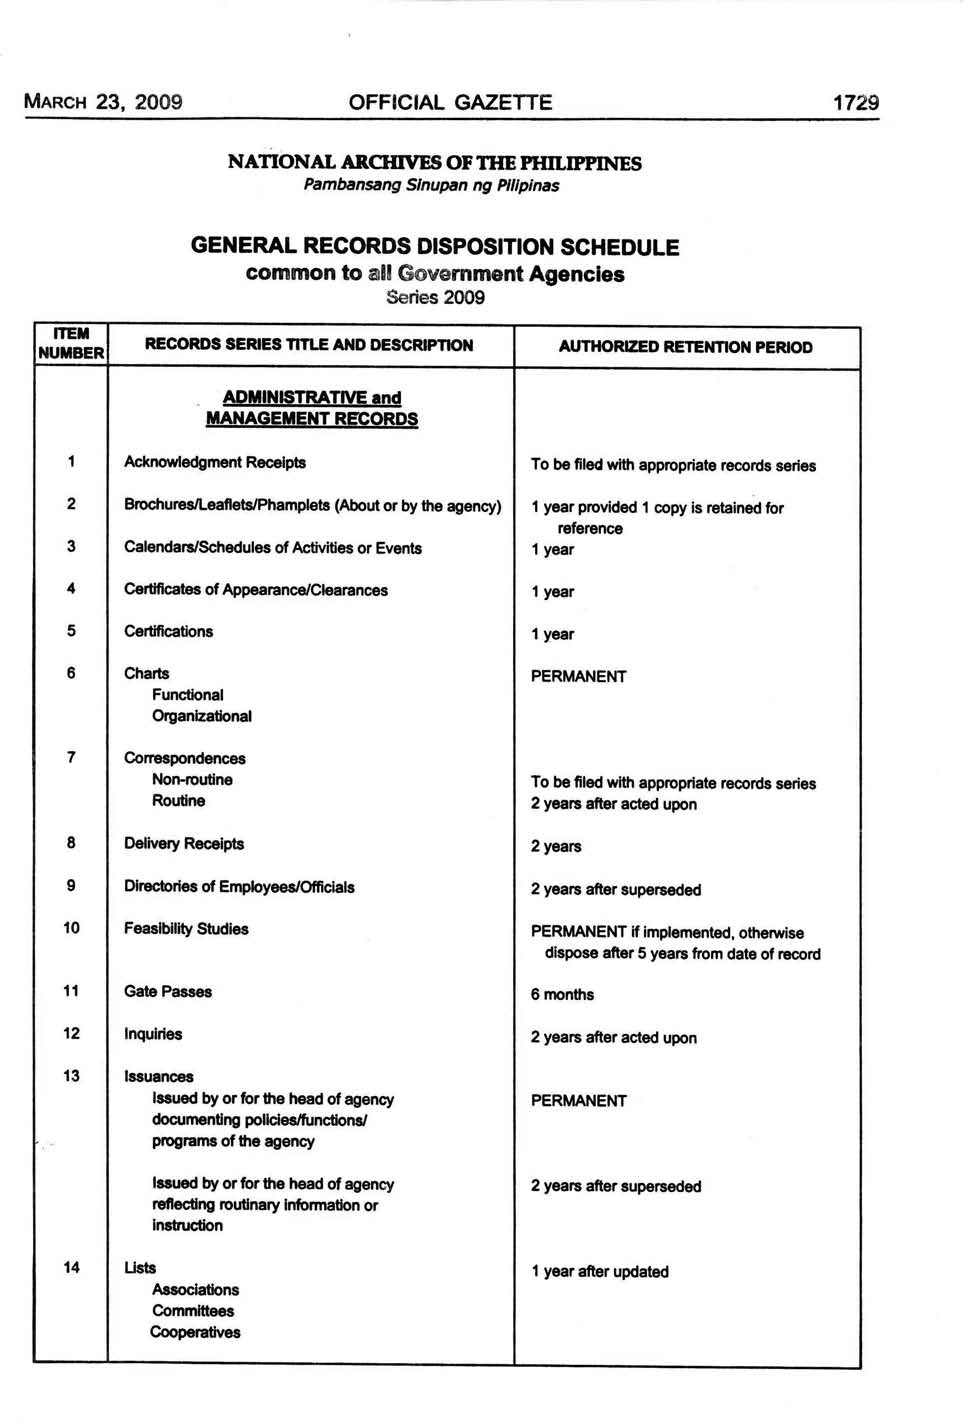 MARCH 23, 2009 OFFICIAL GAZETTE 1729
NATIONAL ARCHIVES OF THE PHILIPPINES
Pambansang Sinupan ng Pilipinas
GENERAL RECORDS DISPOSITION SCHEDULE
common to all Government Agencies
Series 2009
ITEM NUMBER RECORDS SERIES TITLE AND DESCRIPTION AUTHORIZED RETENTION PERIOD
ADMINISTRATIVE and
MANAGEMENT RECORDS
1 Acknowledgment Receipts To be filed with appropriate records series
2 Brochures/Leaflets/Phamplets (About or by the agency) 1 year provided 1 copy is retained for
reference
3 Calendars/Schedules of Activities or Events 1 year
4 Certificates of Appearance/Clearances 1 year
5 Certifications 1 year
6 Charts PERMANENT
Functional
Organizational
7 Correspondences
Non-routine To be filed with appropriate records series
Routine 2 years after acted upon
8 Delivery Receipts 2 years
9 Directories of Employees/Officials 2 years after superseded
10 Feasibility Studies PERMANENT if implemented, otherwise
dispose after 5 years from date of record
11 Gate Passes 6 months
12 Inquiries 2 years after acted upon
13 Issuances
Issued by or for the head of agency PERMANENT
documenting policies/functions/
programs of the agency
Issued by or for the head of agency 2 years after superseded
reflecting routinary information or
instruction
14 Lists 1 year after updated
Associations
Committees
Cooperatives